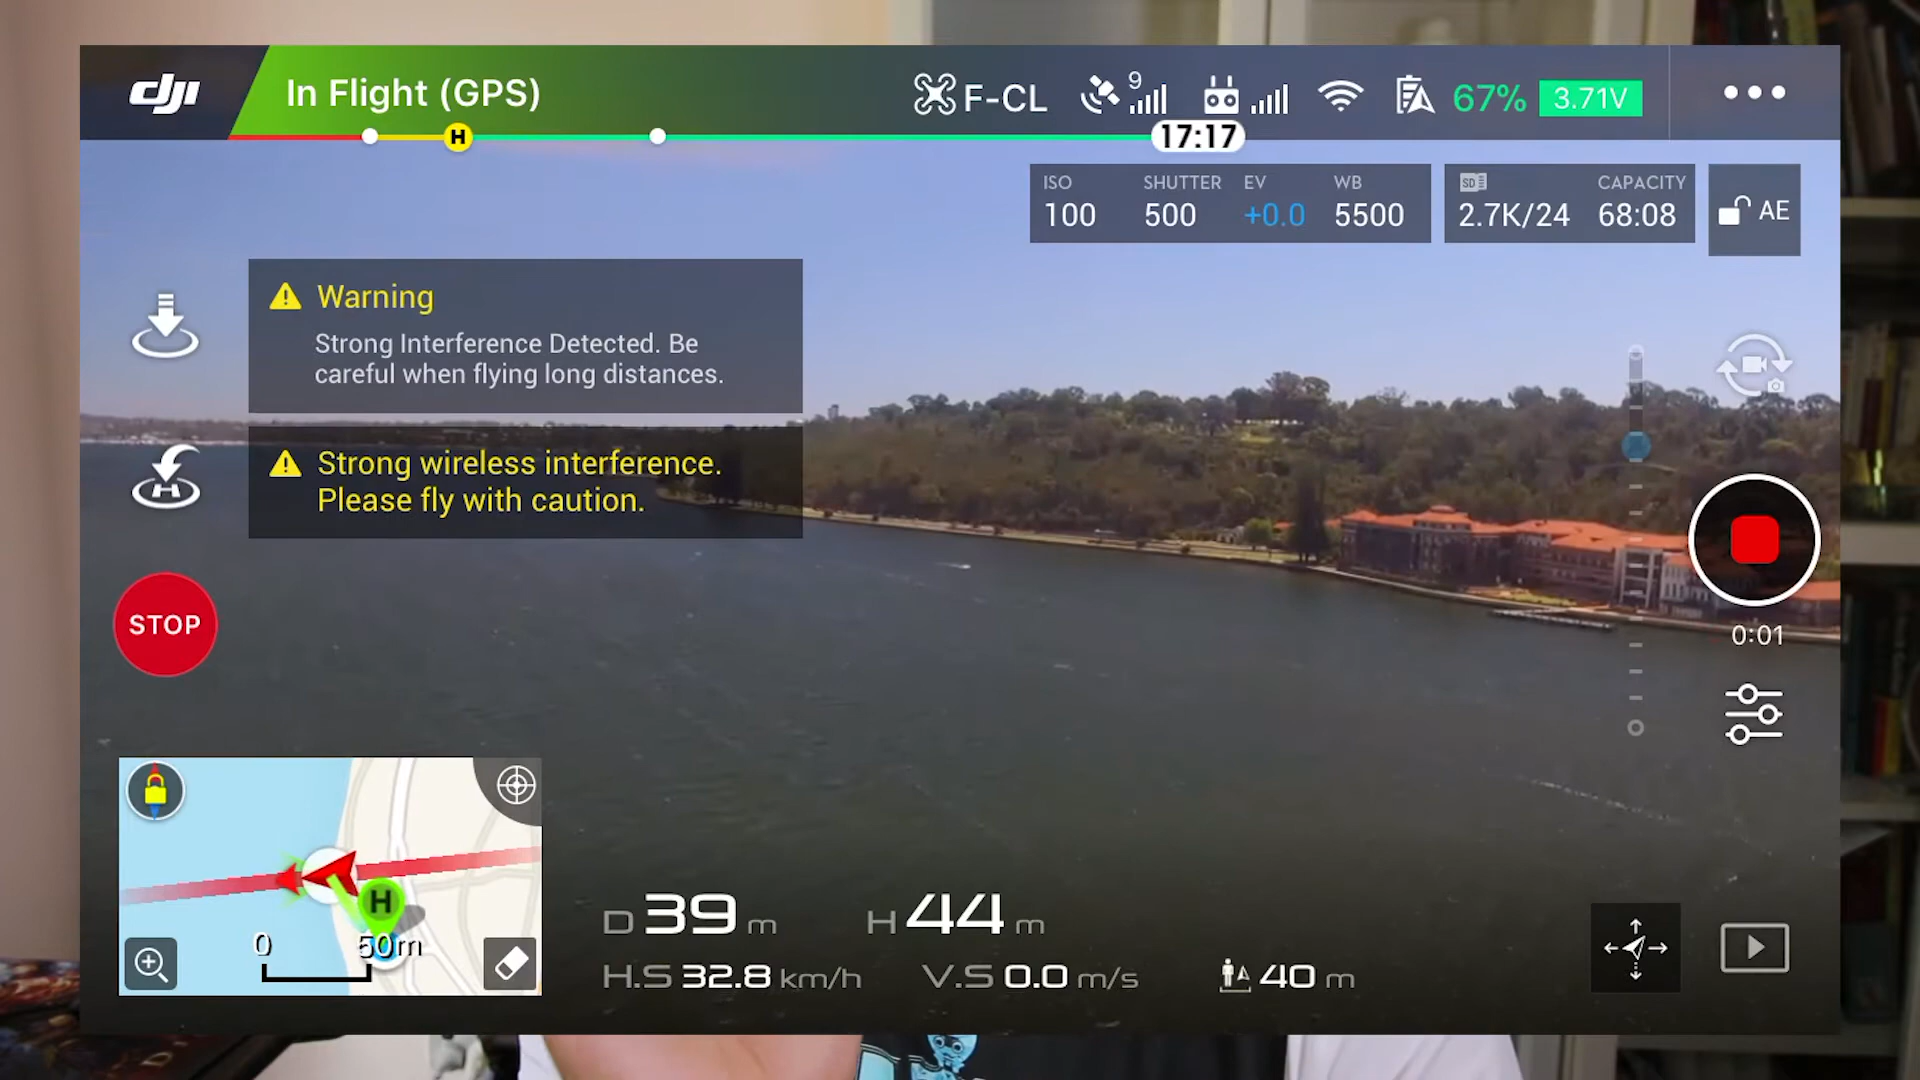 dji
In Flight (GPS)
F-CL
9
67%
3.71V
H
17:17
ISO
100
SHUTTER
500
EV
+0.0
WB
5500
SD
2.7K/24
CAPACITY
68:08
AE
Warning
Strong Interference Detected. Be
careful when flying long distances.
Strong wireless interference.
Please fly with caution.
STOP
0:01
H
0 50m
D 39 m
H 44 m
H.S 32.8 km/h
V.S 0.0 m/s
40 m